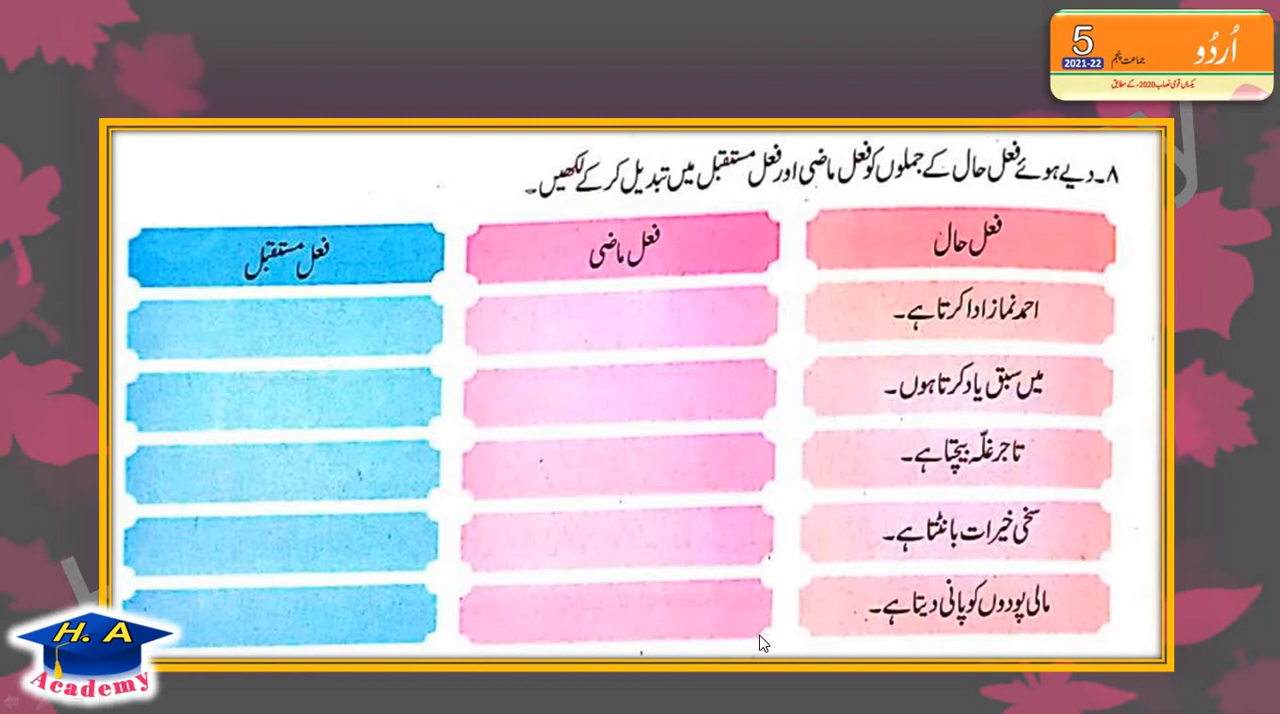 اُردُو
جماعت پنجم
5
2021-22
یکساں قومی نصاب 2020ء کے مطابق
۸۔ دیے ہوئے فعل حال کے جملوں کو فعل ماضی اور فعل مستقبل میں تبدیل کر کے لکھیں۔
فعل حال
فعل ماضی
فعل مستقبل
احمد نماز ادا کرتا ہے۔
میں سبق یاد کرتا ہوں۔
تاجر غلّہ بیچتا ہے۔
سخی خیرات بانٹتا ہے۔
مالی پودوں کو پانی دیتا ہے۔
H. A
Academy